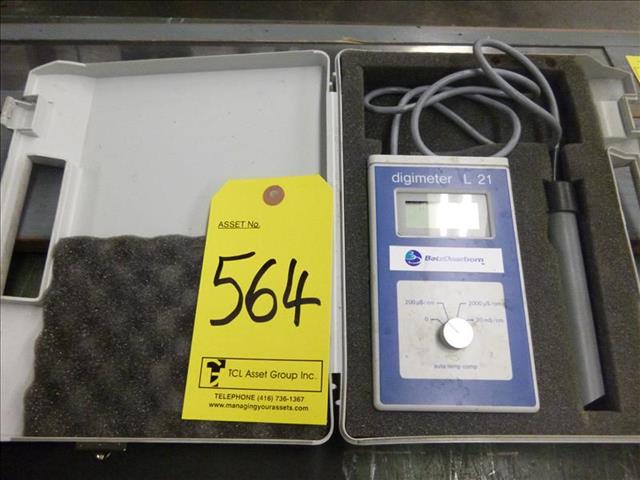 ASSET No.
564
TCL Asset Group Inc.
TELEPHONE (416) 736-1367
www.managingyourassets.com
digimeter L 21
BetzDearborn
200 µS/cm 2000 µS/cm
0 20 mS/cm
auto temp comp